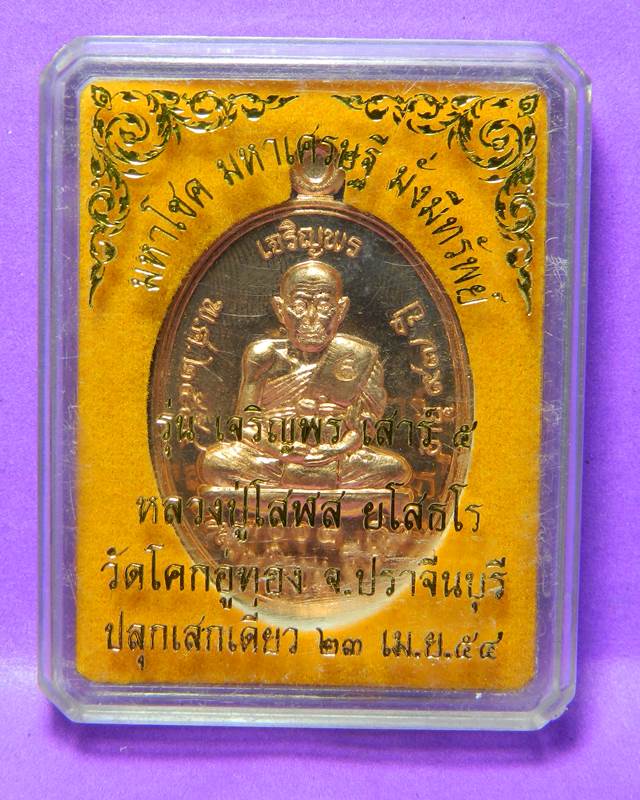 มหาโชค มหาเศรษฐี มั่งมีทรัพย์
เจริญพร
รุ่น เจริญพร เสาร์ ๕
หลวงปู่โสฬส ยโสธโร
วัดโคกอู่ทอง จ.ปราจีนบุรี
ปลุกเสกเดี่ยว ๒๓ เม.ย.๕๔